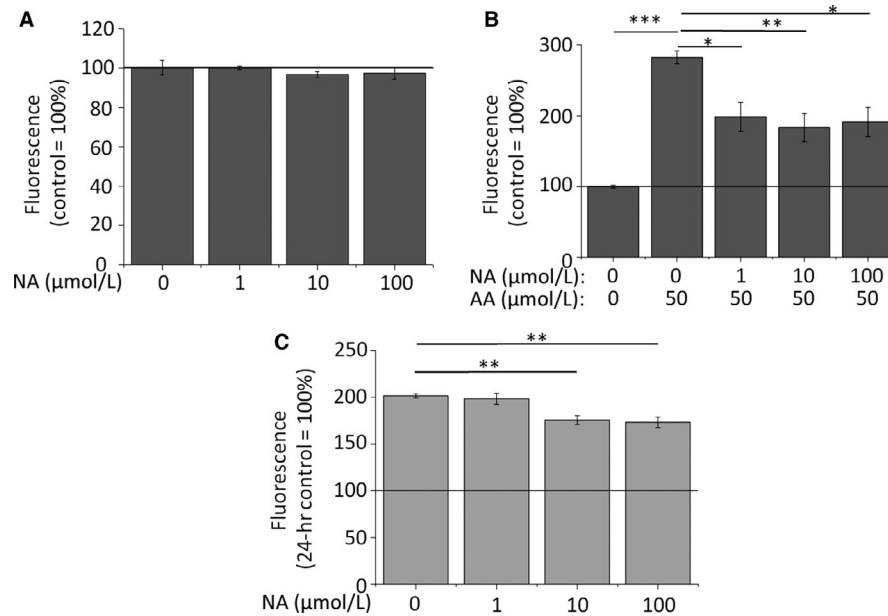 A
Fluorescence
(control = 100%)
120
100
80
60
40
20
0
NA (µmol/L) 0 1 10 100
B
Fluorescence
(control = 100%)
*
*** **
*
300
200
100
0
NA (µmol/L): 0 0 1 10 100
AA (µmol/L): 0 50 50 50 50
C
Fluorescence
(24-hr control = 100%)
**
**
250
200
150
100
50
0
NA (µmol/L) 0 1 10 100